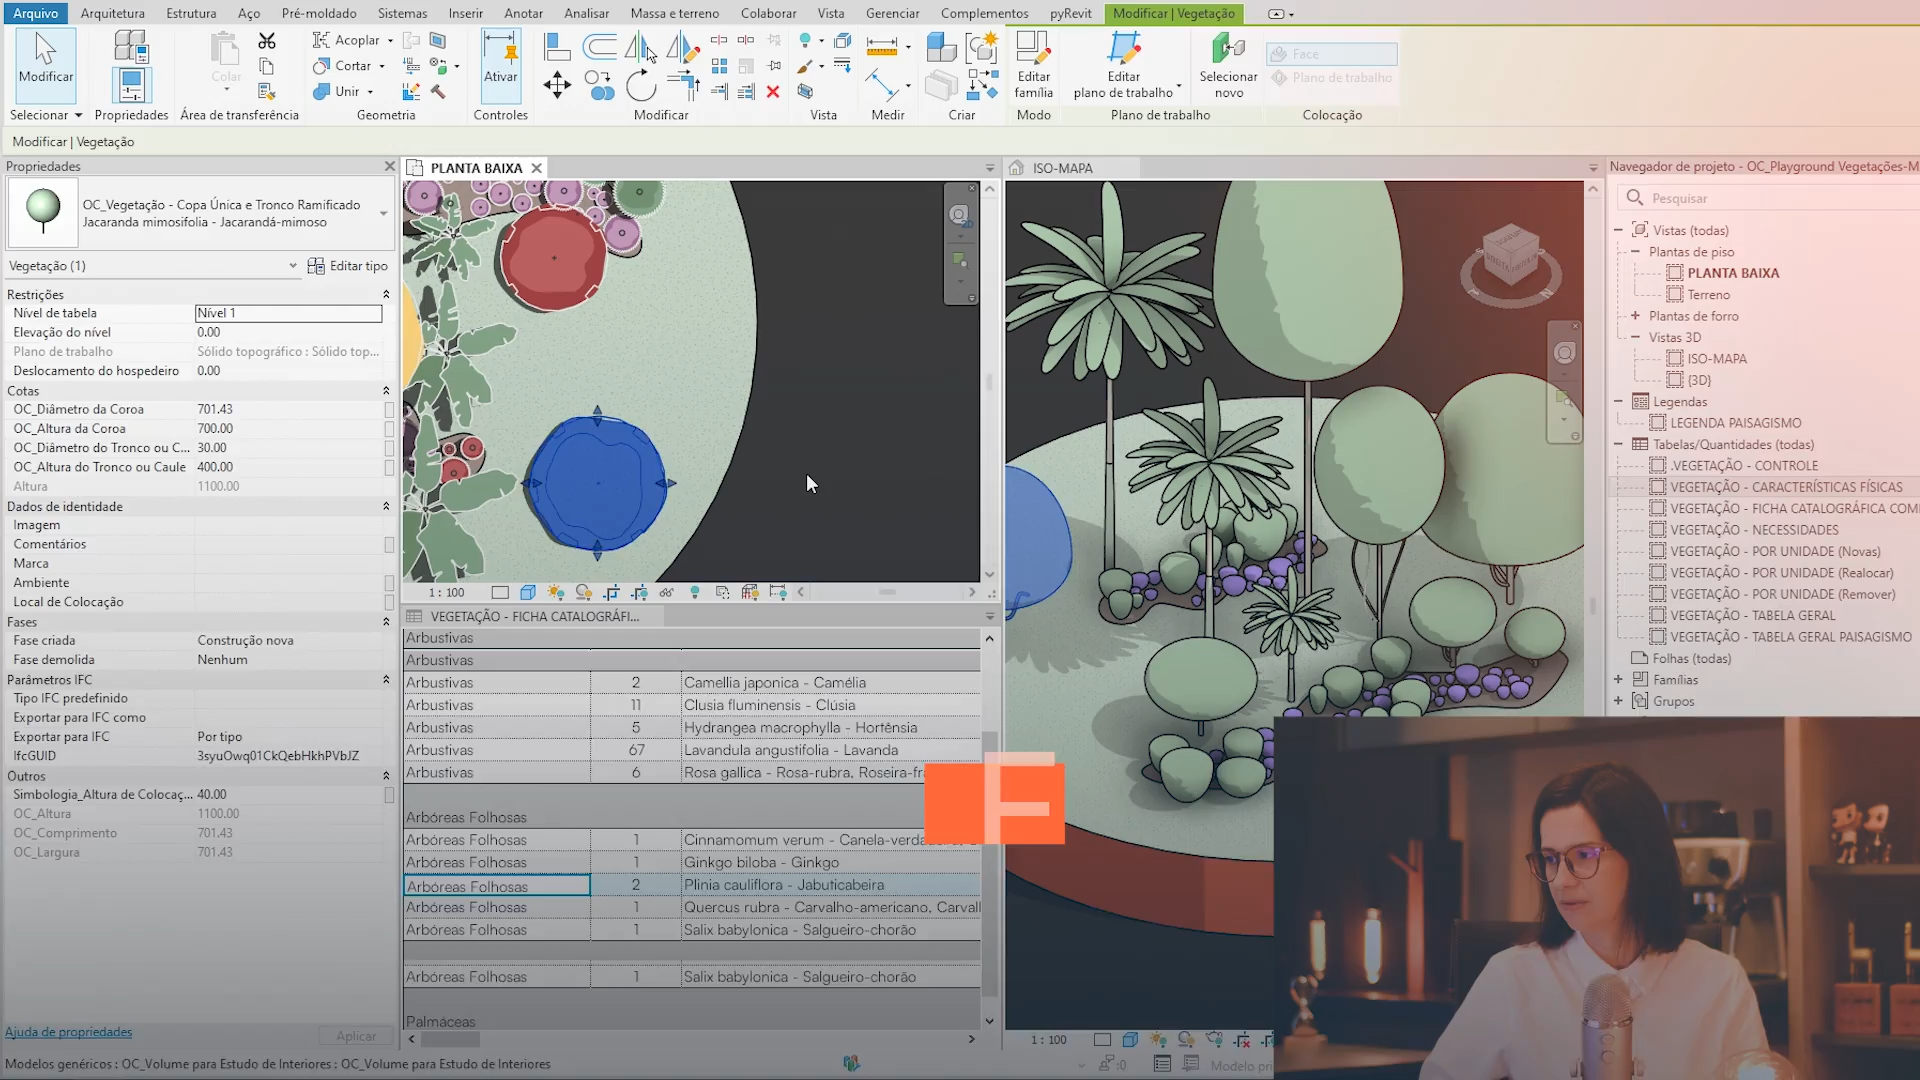 Arquivo
Arquitetura
Estrutura
Aço
Pré-moldado
Sistemas
Inserir
Anotar
Analisar
Massa e terreno
Colaborar
Vista
Gerenciar
Complementos
pyRevit
Modificar | Vegetação
Modificar
Propriedades
Colar
Acoplar
Cortar
Unir
Ativar
Editar
família
Editar
plano de trabalho
Selecionar
novo
Face
Plano de trabalho
Selecionar
Área de transferência
Geometria
Controles
Modificar
Vista
Medir
Criar
Modo
Plano de trabalho
Colocação
Modificar | Vegetação
Propriedades
OC_Vegetação - Copa Única e Tronco Ramificado
Jacaranda mimosifolia - Jacarandá-mimoso
Vegetação (1)
Editar tipo
Restrições
Nível de tabela Nível 1
Elevação do nível 0.00
Plano de trabalho Sólido topográfico : Sólido top...
Deslocamento do hospedeiro 0.00
Cotas
OC_Diâmetro da Coroa 701.43
OC_Altura da Coroa 700.00
OC_Diâmetro do Tronco ou C... 30.00
OC_Altura do Tronco ou Caule 400.00
Altura 1100.00
Dados de identidade
Imagem
Comentários
Marca
Ambiente
Local de Colocação
Fases
Fase criada Construção nova
Fase demolida Nenhum
Parâmetros IFC
Tipo IFC predefinido
Exportar para IFC como
Exportar para IFC Por tipo
IfcGUID 3syuOwq01CkQebHkhPVbJZ
Outros
Simbologia_Altura de Colocaç... 40.00
OC_Altura 1100.00
OC_Comprimento 701.43
OC_Largura 701.43
Ajuda de propriedades
Aplicar
Modelos genéricos : OC_Volume para Estudo de Interiores : OC_Volume para Estudo de Interiores
PLANTA BAIXA
2D
1 : 100
VEGETAÇÃO - FICHA CATALOGRÁFI...
Arbustivas
Arbustivas
Arbustivas 2 Camellia japonica - Camélia
Arbustivas 11 Clusia fluminensis - Clúsia
Arbustivas 5 Hydrangea macrophylla - Hortênsia
Arbustivas 67 Lavandula angustifolia - Lavanda
Arbustivas 6 Rosa gallica - Rosa-rubra, Roseira-fr
Arbóreas Folhosas
Arbóreas Folhosas 1 Cinnamomum verum - Canela-verda
Arbóreas Folhosas 1 Ginkgo biloba - Ginkgo
Arbóreas Folhosas 2 Plinia cauliflora - Jabuticabeira
Arbóreas Folhosas 1 Quercus rubra - Carvalho-americano, Carvall
Arbóreas Folhosas 1 Salix babylonica - Salgueiro-chorão
Arbóreas Folhosas 1 Salix babylonica - Salgueiro-chorão
Palmáceas
ISO-MAPA
1 : 100
:0
Modelo pri
Navegador de projeto - OC_Playground Vegetações-M
Pesquisar
Vistas (todas)
Plantas de piso
PLANTA BAIXA
Terreno
Plantas de forro
Vistas 3D
ISO-MAPA
{3D}
Legendas
LEGENDA PAISAGISMO
Tabelas/Quantidades (todas)
.VEGETAÇÃO - CONTROLE
VEGETAÇÃO - CARACTERÍSTICAS FÍSICAS
VEGETAÇÃO - FICHA CATALOGRÁFICA COM
VEGETAÇÃO - NECESSIDADES
VEGETAÇÃO - POR UNIDADE (Novas)
VEGETAÇÃO - POR UNIDADE (Realocar)
VEGETAÇÃO - POR UNIDADE (Remover)
VEGETAÇÃO - TABELA GERAL
VEGETAÇÃO - TABELA GERAL PAISAGISMO
Folhas (todas)
Famílias
Grupos